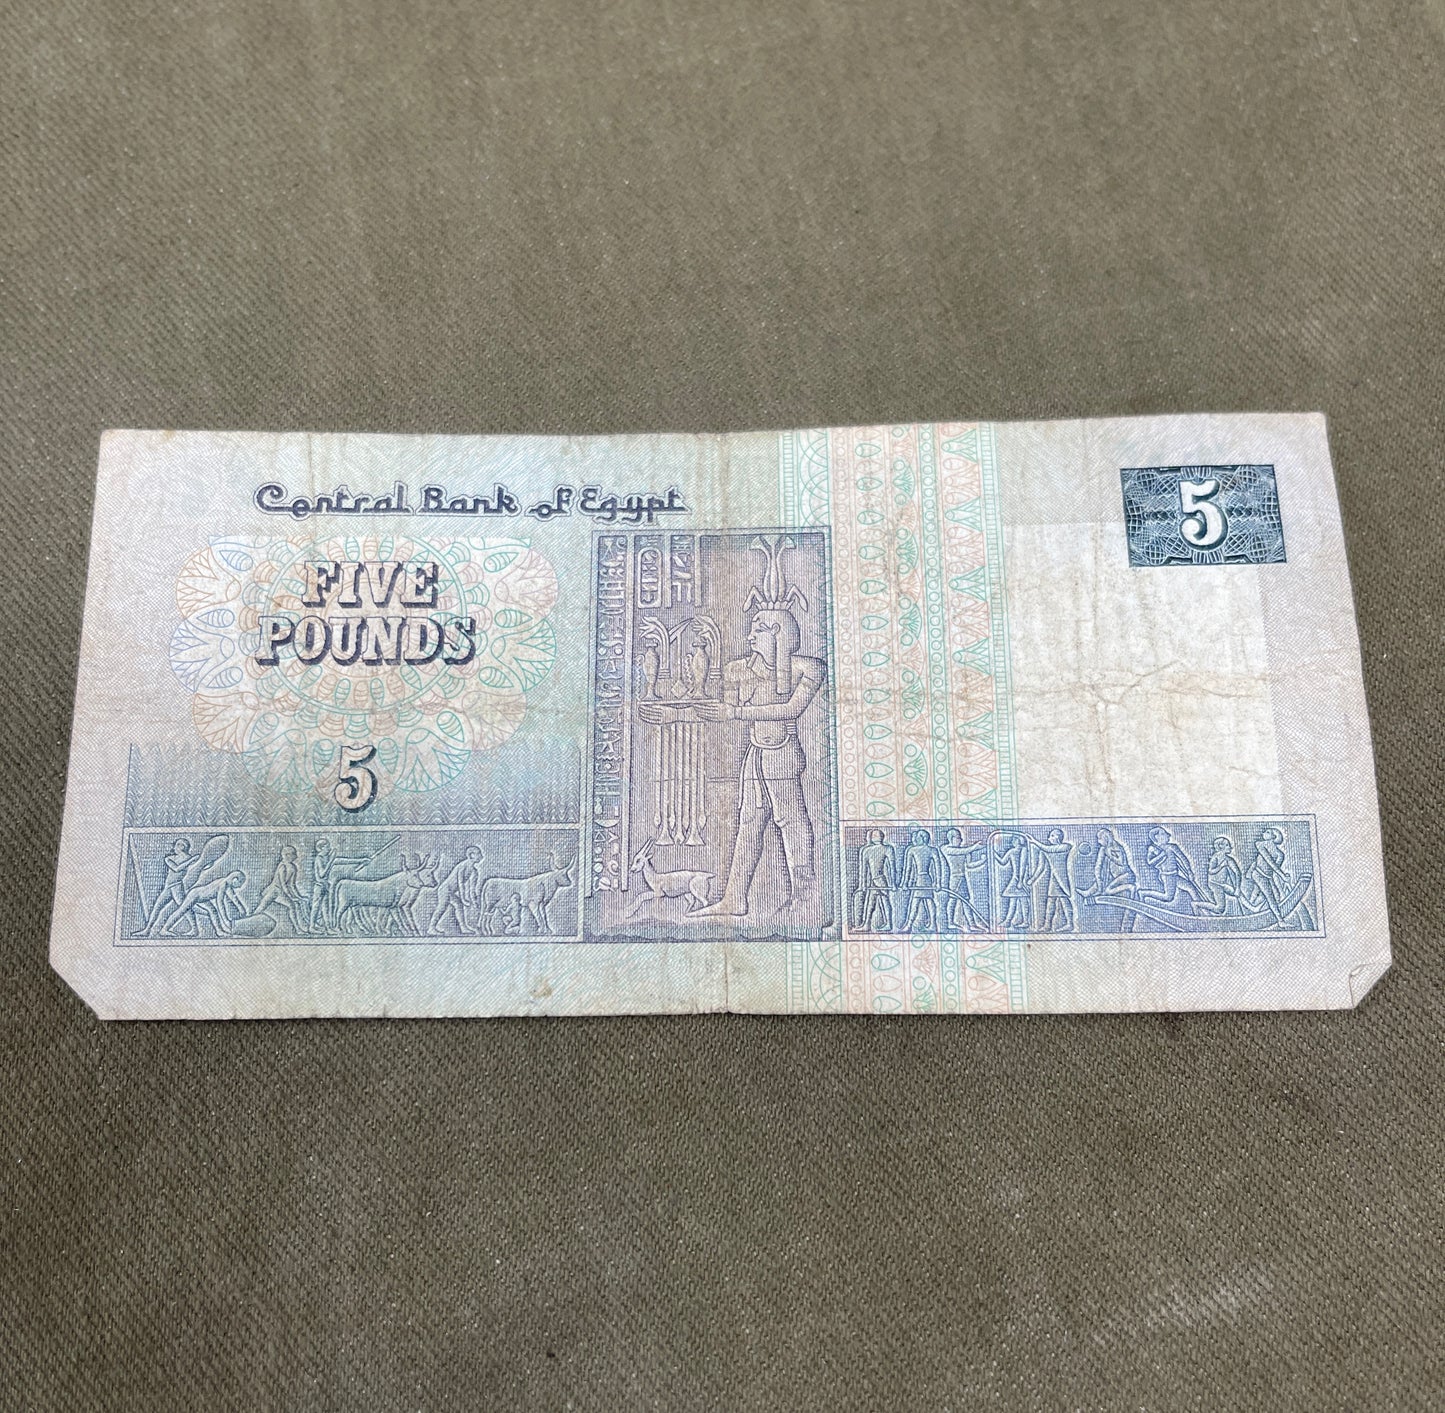 Central Bank of Egypt
5
FIVE
POUNDS
5